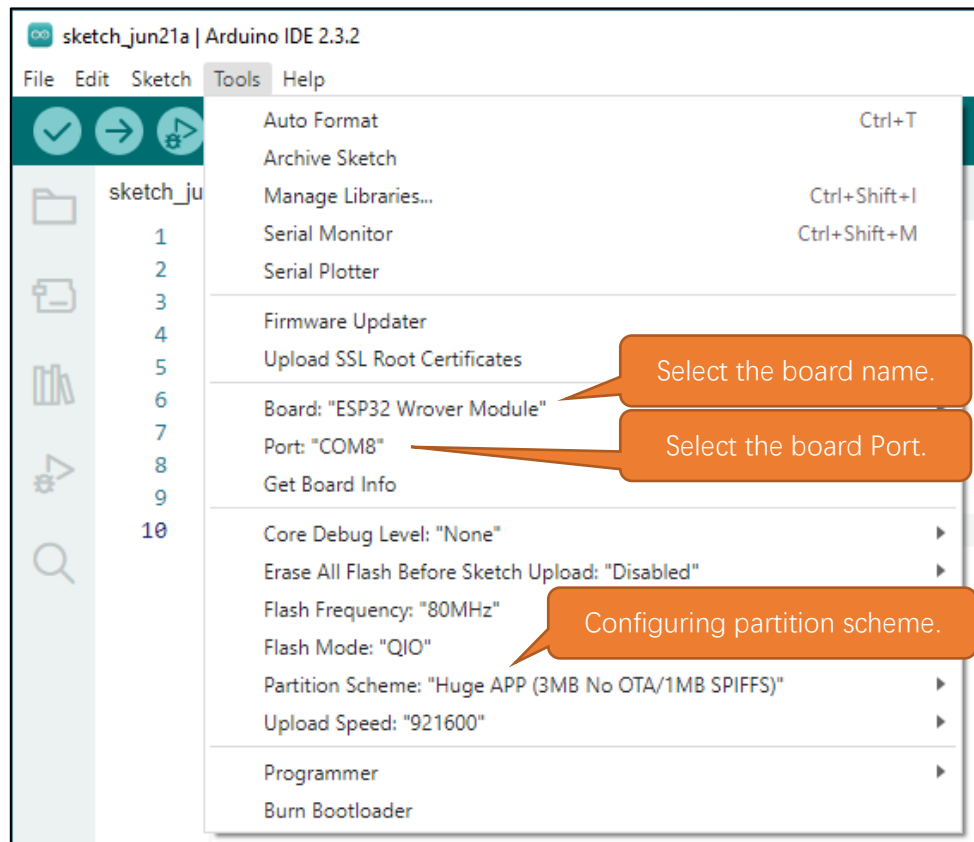 sketch_jun21a | Arduino IDE 2.3.2
File Edit Sketch Tools Help
Auto Format Ctrl+T
Archive Sketch
sketch_ju
Manage Libraries... Ctrl+Shift+I
1
Serial Monitor Ctrl+Shift+M
2
Serial Plotter
3
Firmware Updater
4
Upload SSL Root Certificates
5
Select the board name.
6
Board: "ESP32 Wrover Module"
7
Port: "COM8"
Select the board Port.
8
Get Board Info
9
10
Core Debug Level: "None"
Erase All Flash Before Sketch Upload: "Disabled"
Flash Frequency: "80MHz"
Configuring partition scheme.
Flash Mode: "QIO"
Partition Scheme: "Huge APP (3MB No OTA/1MB SPIFFS)"
Upload Speed: "921600"
Programmer
Burn Bootloader